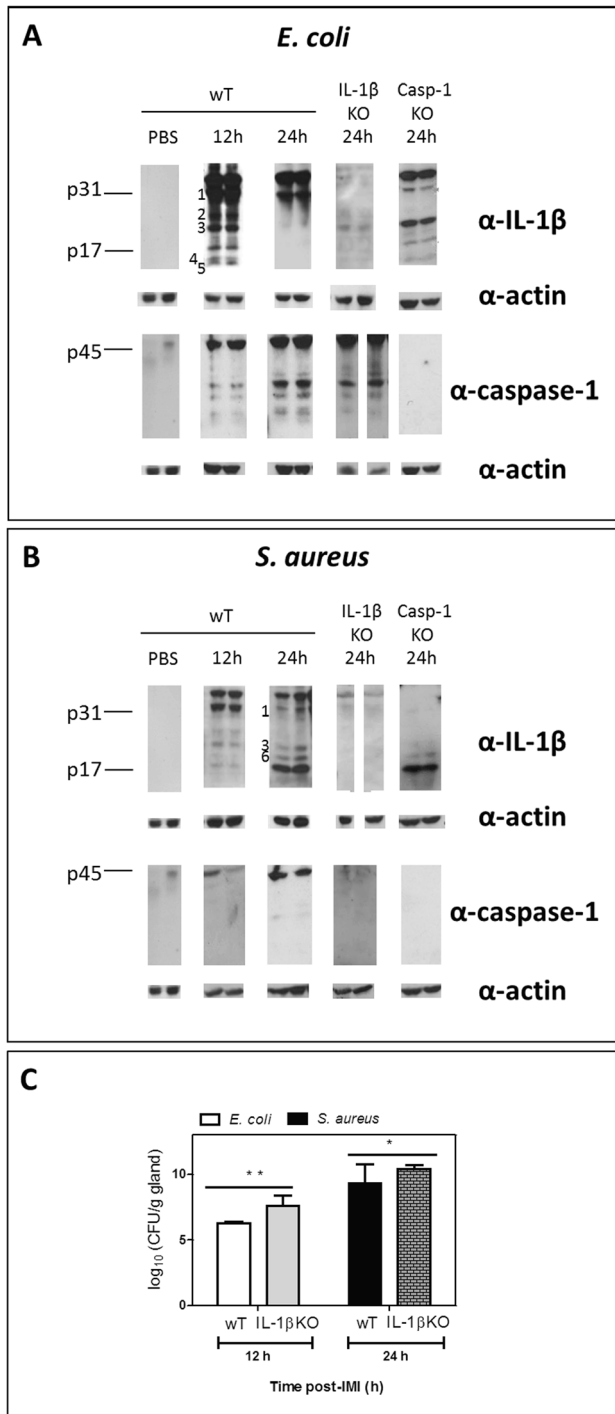 A
E. coli
wT
IL-1β
KO
Casp-1
KO
PBS
12h
24h
24h
24h
p31
1
2
3
p17
4
5
α-IL-1β
α-actin
p45
α-caspase-1
α-actin
B
S. aureus
wT
IL-1β
KO
Casp-1
KO
PBS
12h
24h
24h
24h
p31
1
3
6
p17
α-IL-1β
α-actin
p45
α-caspase-1
α-actin
C
E. coli S. aureus
log10 (CFU/g gland)
10
5
0
* *
*
wT IL-1βKO wT IL-1βKO
12 h 24 h
Time post-IMI (h)